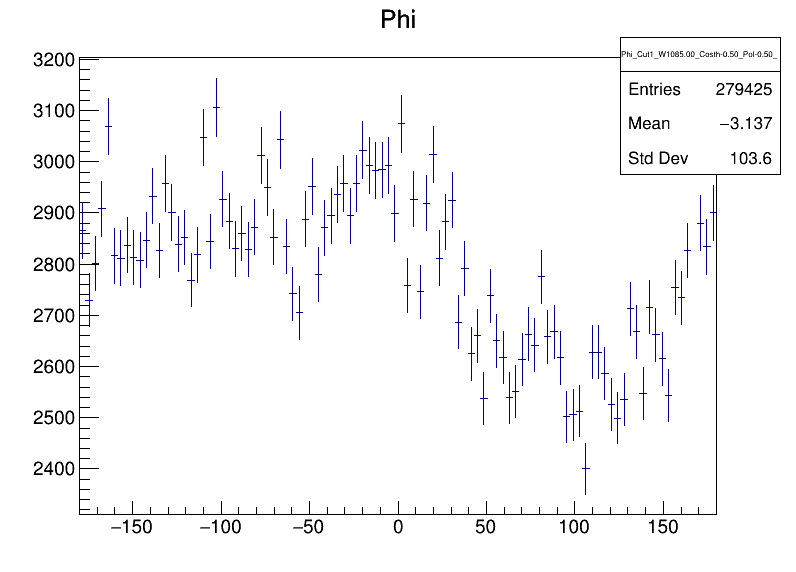 Phi
Phi_Cut1_W1085.00_Costh-0.50_Pol-0.50_
Entries 279425
Mean −3.137
Std Dev 103.6
3200
3100
3000
2900
2800
2700
2600
2500
2400
−150 −100 −50 0 50 100 150